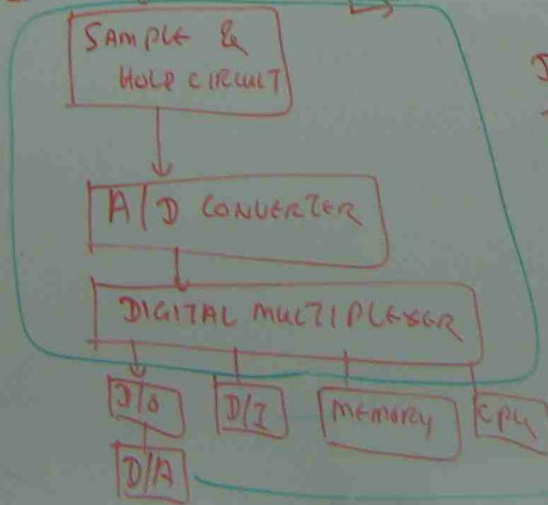 SAMPLE &
HOLD CIRCUIT
A/D CONVERTER
DIGITAL MULTIPLEXER
D/O
D/I
MEMORY
CPU
D/A